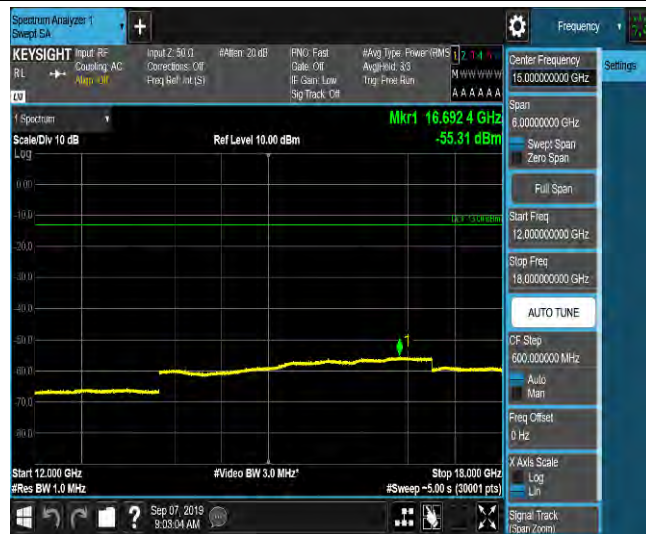 Spectrum Analyzer 1
Swept SA
Frequency
KEYSIGHT
RL
Input: RF
Coupling: AC
Align: Off
Input Z: 50 Ω
Corrections: Off
Freq Ref: Int (S)
#Atten: 20 dB
PNO: Fast
Gate: Off
IF Gain: Low
Sig Track: Off
#Avg Type: Power (RMS
Avg|Hold: 3/3
Trig: Free Run
M W W W W W
A A A A A A
1 Spectrum
Scale/Div 10 dB
Log
Ref Level 10.00 dBm
Mkr1 16.692 4 GHz
-55.31 dBm
0.00
-10.0
-20.0
-30.0
-40.0
-50.0
-60.0
-70.0
-80.0
1
Start 12.000 GHz
#Video BW 3.0 MHz*
Stop 18.000 GHz
#Res BW 1.0 MHz
#Sweep ~5.00 s (30001 pts)
?
Sep 07, 2019
9:03:04 AM
Center Frequency
15.000000000 GHz
Settings
Span
6.00000000 GHz
Swept Span
Zero Span
Full Span
Start Freq
12.000000000 GHz
Stop Freq
18.000000000 GHz
AUTO TUNE
CF Step
600.000000 MHz
Auto
Man
Freq Offset
0 Hz
X Axis Scale
Log
Lin
Signal Track
(Span Zoom)